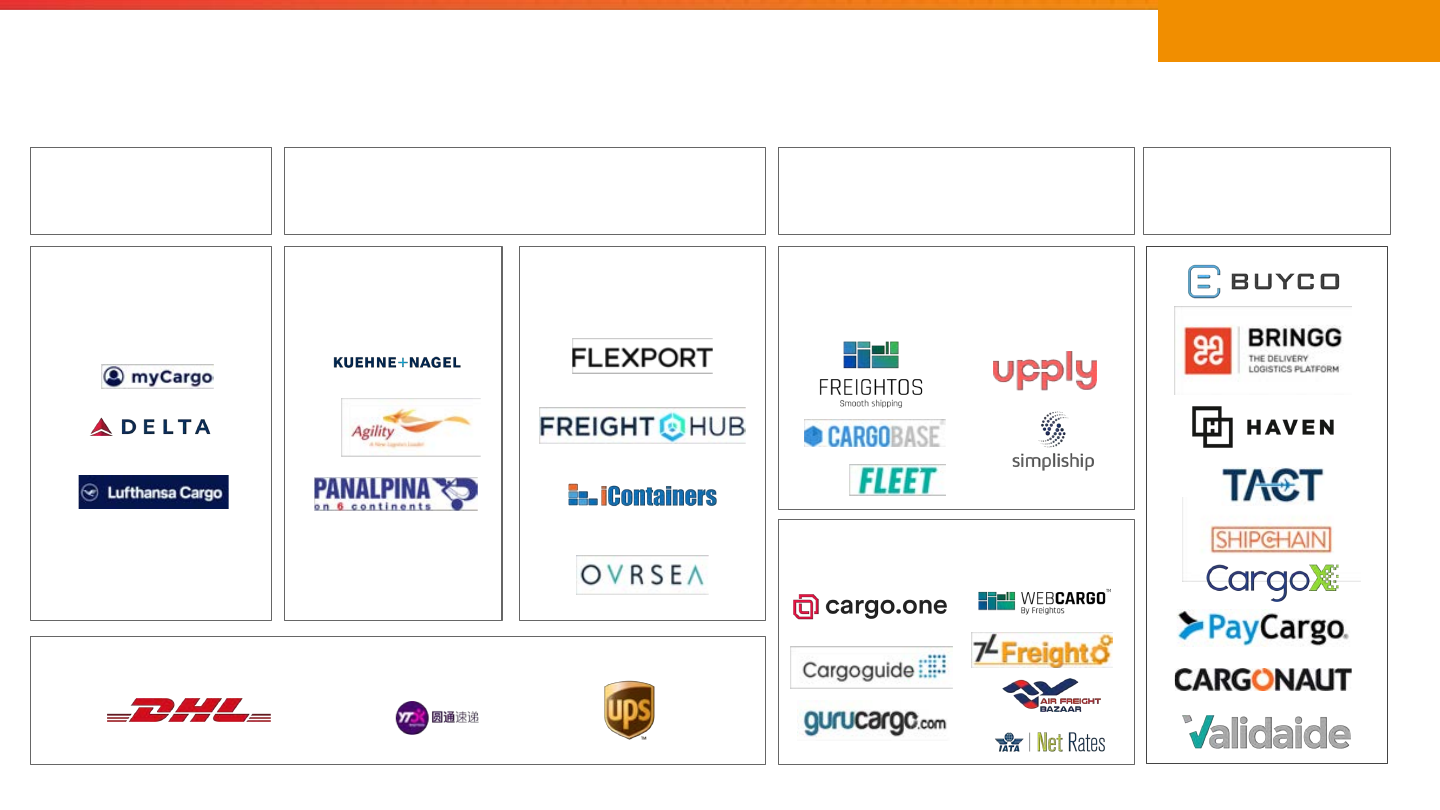 myCargo
DELTA
Lufthansa Cargo
KUEHNE+NAGEL
Agility
A New Logistics Leader
PANALPINA
on 6 continents
FLEXPORT
FREIGHT HUB
iContainers
OVRSEA
DHL
圆通速递
ups
TM
FREIGHTOS
Smooth shipping
CARGOBASE
FLEET
upply
simpliship
cargo.one
Cargoguide
gurucargo.com
WEBCARGO™
By Freightos
7LFreight
AIR FREIGHT
BAZAAR
IATA | Net Rates
BUYCO
BRINGG
THE DELIVERY
LOGISTICS PLATFORM
HAVEN
TACT
SHIPCHAIN
CargoX
PayCargo
CARGONAUT
Validaide